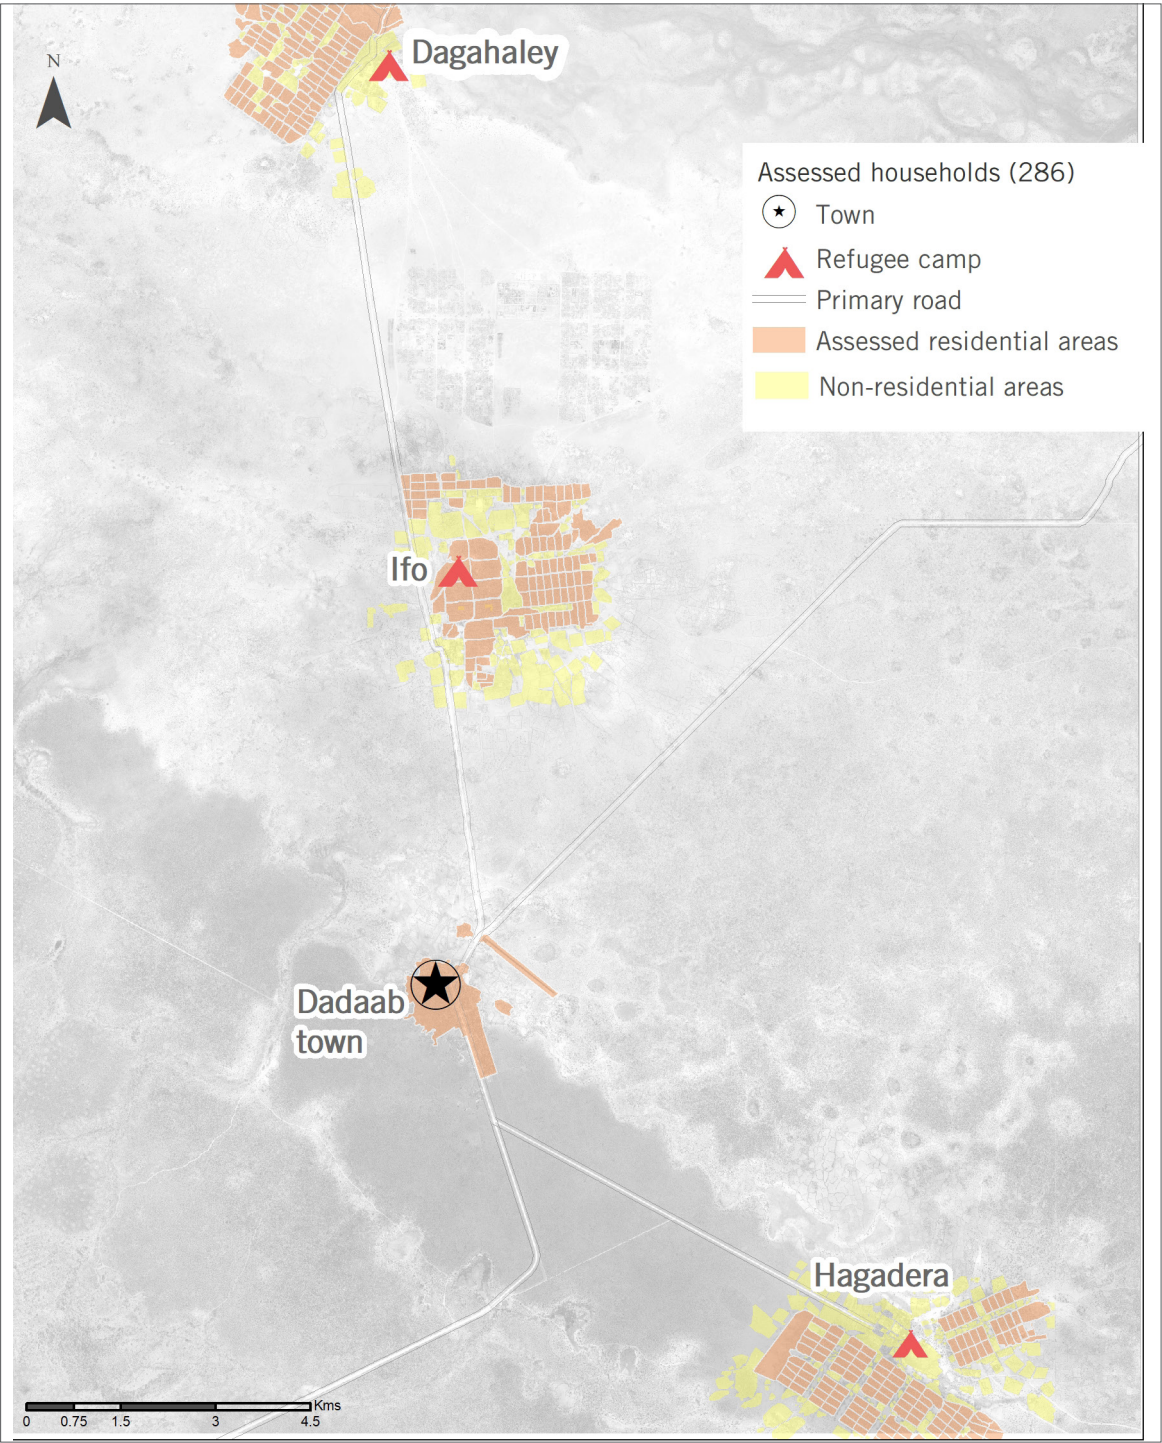 Dagahaley
N
Assessed households (286)
Town
Refugee camp
Primary road
Assessed residential areas
Non-residential areas
Ifo
Dadaab
town
Hagadera
Kms
0 0.75 1.5 3 4.5